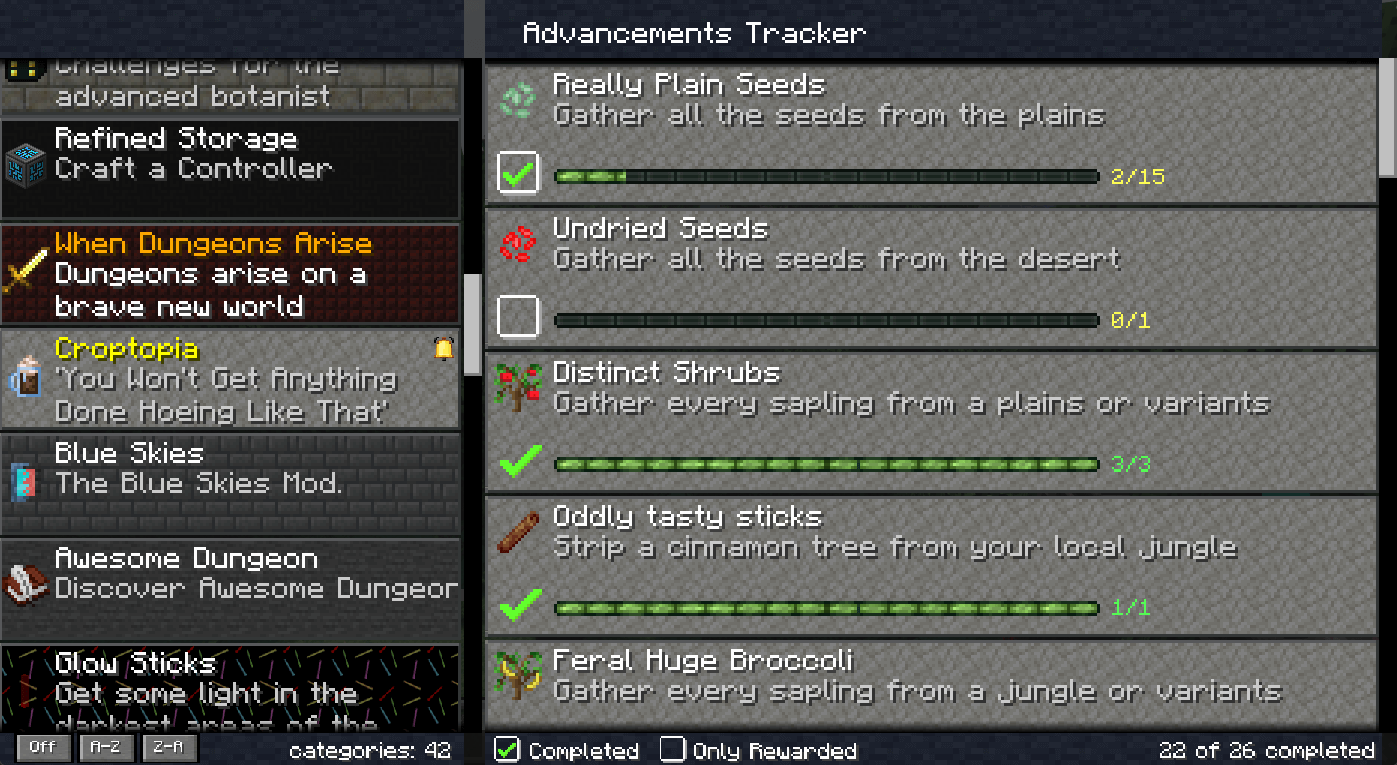 Advancements Tracker
Challenges for the
advanced botanist
Refined Storage
Craft a Controller
When Dungeons Arise
Dungeons arise on a
brave new world
Croptopia
'You Won't Get Anything
Done Hoeing Like That'
Blue Skies
The Blue Skies Mod.
Awesome Dungeon
Discover Awesome Dungeon
Glow Sticks
Get some light in the
darkest areas of the
Off
A-Z
Z-A
categories: 42
Really Plain Seeds
Gather all the seeds from the plains
2/15
Undried Seeds
Gather all the seeds from the desert
0/1
Distinct Shrubs
Gather every sapling from a plains or variants
3/3
Oddly tasty sticks
Strip a cinnamon tree from your local jungle
1/1
Feral Huge Broccoli
Gather every sapling from a jungle or variants
Completed
Only Rewarded
22 of 26 completed